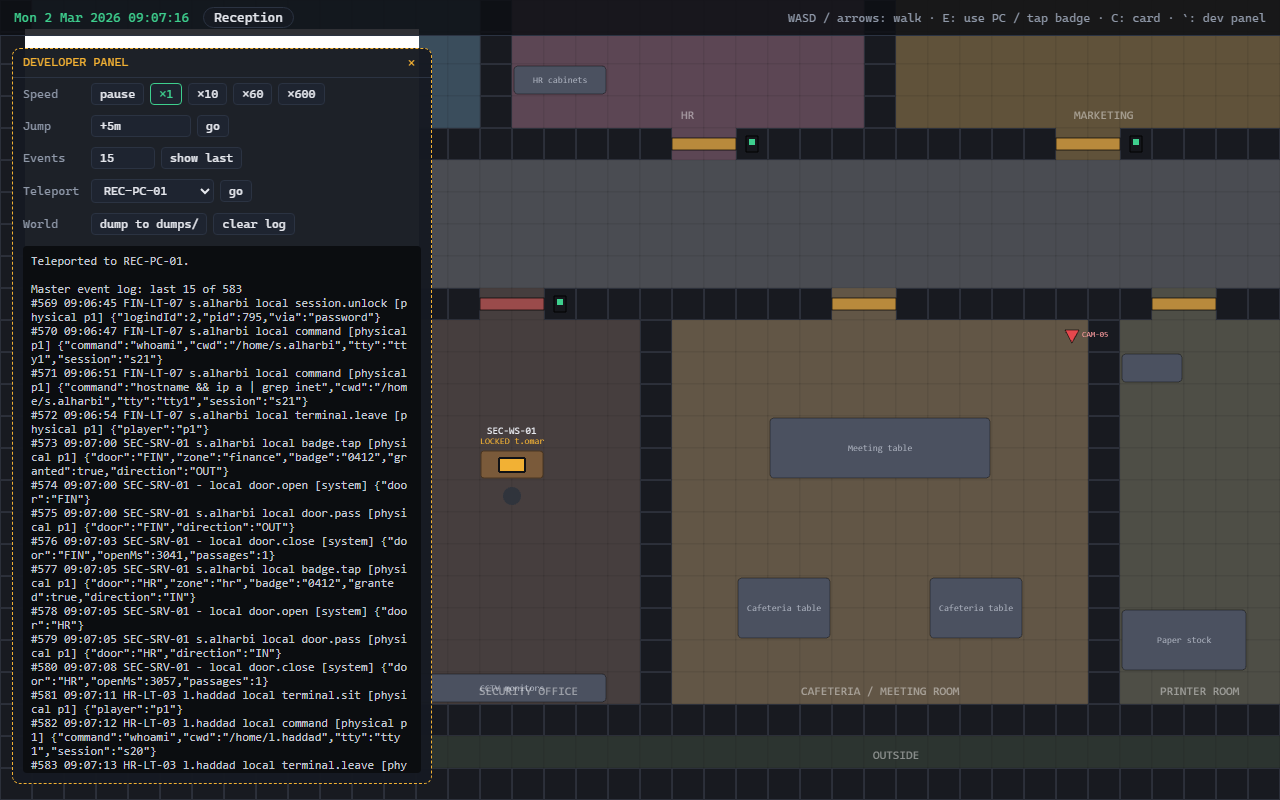 Mon 2 Mar 2026 09:07:16
Reception
WASD / arrows: walk · E: use PC / tap badge · C: card · `: dev panel
DEVELOPER PANEL
×
Speed pause ×1 ×10 ×60 ×600
Jump +5m go
Events 15 show last
Teleport REC-PC-01 go
World dump to dumps/ clear log
Teleported to REC-PC-01.
Master event log: last 15 of 583
#569 09:06:45 FIN-LT-07 s.alharbi local session.unlock [p
hysical p1] {"logindId":2,"pid":795,"via":"password"}
#570 09:06:47 FIN-LT-07 s.alharbi local command [physical
p1] {"command":"whoami","cwd":"/home/s.alharbi","tty":"tt
y1","session":"s21"}
#571 09:06:51 FIN-LT-07 s.alharbi local command [physical
p1] {"command":"hostname && ip a | grep inet","cwd":"/hom
e/s.alharbi","tty":"tty1","session":"s21"}
#572 09:06:54 FIN-LT-07 s.alharbi local terminal.leave [p
hysical p1] {"player":"p1"}
#573 09:07:00 SEC-SRV-01 s.alharbi local badge.tap [physi
cal p1] {"door":"FIN","zone":"finance","badge":"0412","gr
anted":true,"direction":"OUT"}
#574 09:07:00 SEC-SRV-01 - local door.open [system] {"doo
r":"FIN"}
#575 09:07:00 SEC-SRV-01 s.alharbi local door.pass [physi
cal p1] {"door":"FIN","direction":"OUT"}
#576 09:07:03 SEC-SRV-01 - local door.close [system] {"do
or":"FIN","openMs":3041,"passages":1}
#577 09:07:05 SEC-SRV-01 s.alharbi local badge.tap [physi
cal p1] {"door":"HR","zone":"hr","badge":"0412","grante
d":true,"direction":"IN"}
#578 09:07:05 SEC-SRV-01 - local door.open [system] {"doo
r":"HR"}
#579 09:07:05 SEC-SRV-01 s.alharbi local door.pass [physi
cal p1] {"door":"HR","direction":"IN"}
#580 09:07:08 SEC-SRV-01 - local door.close [system] {"do
or":"HR","openMs":3057,"passages":1}
#581 09:07:11 HR-LT-03 l.haddad local terminal.sit [physi
cal p1] {"player":"p1"}
#582 09:07:12 HR-LT-03 l.haddad local command [physical p
1] {"command":"whoami","cwd":"/home/l.haddad","tty":"tty
1","session":"s20"}
#583 09:07:13 HR-LT-03 l.haddad local terminal.leave [phy
HR cabinets
HR
MARKETING
CAM-05
SEC-WS-01
LOCKED t.omar
Meeting table
Cafeteria table
Cafeteria table
Paper stock
CCTV monitors
SECURITY OFFICE
CAFETERIA / MEETING ROOM
PRINTER ROOM
OUTSIDE